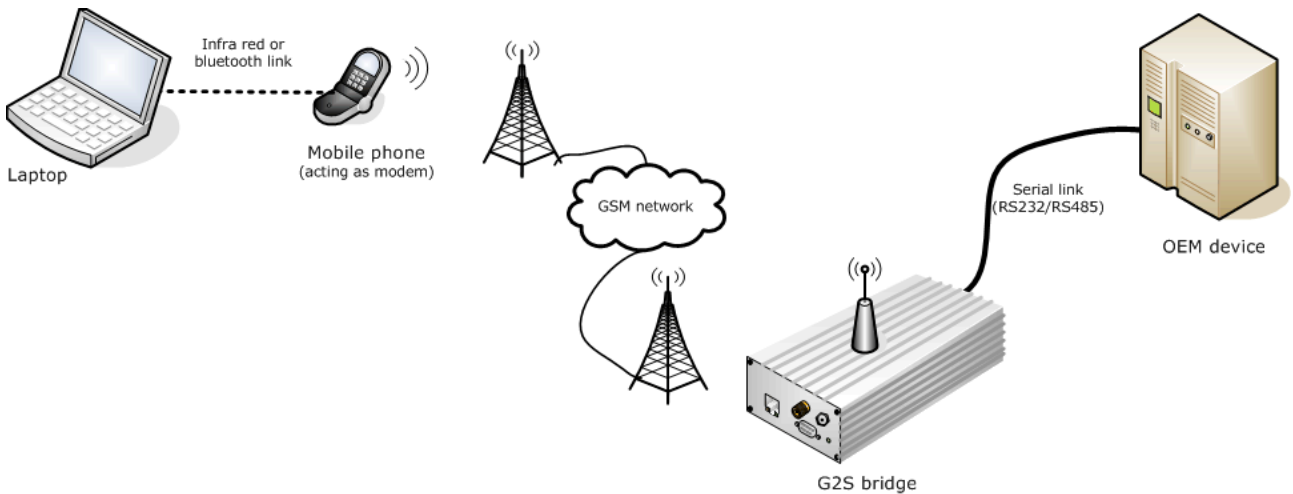 Infra red or
bluetooth link
Laptop
Mobile phone
(acting as modem)
GSM network
Serial link
(RS232/RS485)
OEM device
G2S bridge